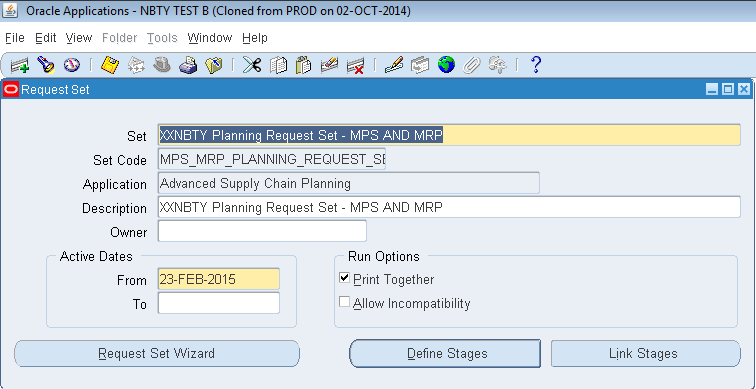 Oracle Applications - NBTY TEST B (Cloned from PROD on 02-OCT-2014)
File Edit View Folder Tools Window Help
?
Request Set
Set XXNBTY Planning Request Set - MPS AND MRP
Set Code MPS_MRP_PLANNING_REQUEST_SE
Application Advanced Supply Chain Planning
Description XXNBTY Planning Request Set - MPS AND MRP
Owner
Active Dates Run Options
From 23-FEB-2015 Print Together
To Allow Incompatibility
Request Set Wizard Define Stages Link Stages